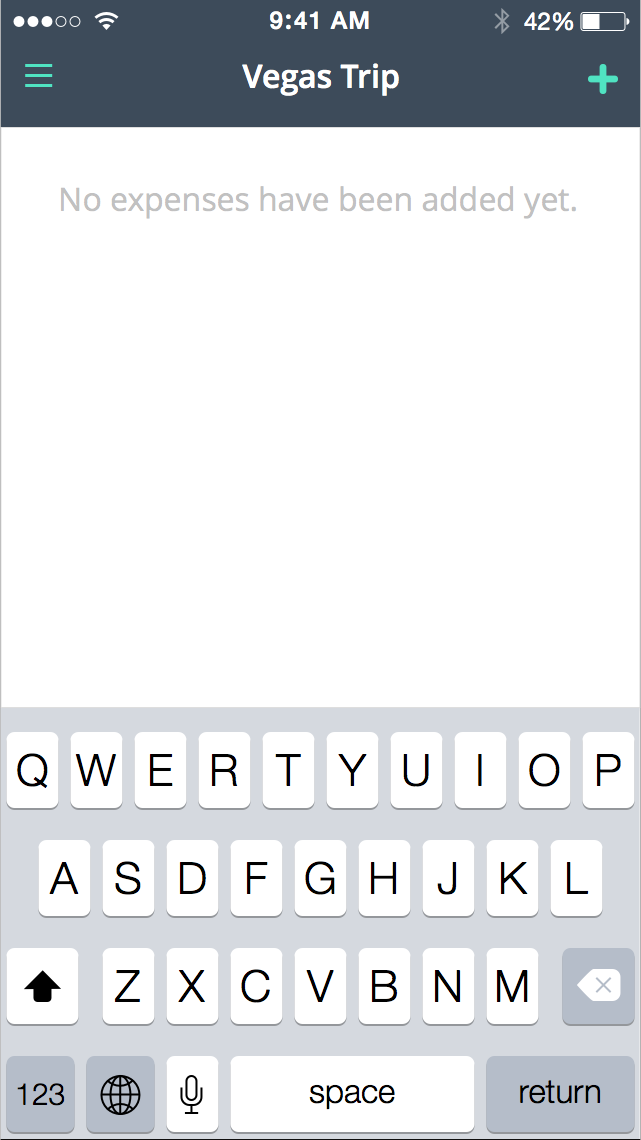 9:41 AM 42%
Vegas Trip
No expenses have been added yet.
Q W E R T Y U I O P
A S D F G H J K L
Z X C V B N M
123 space return